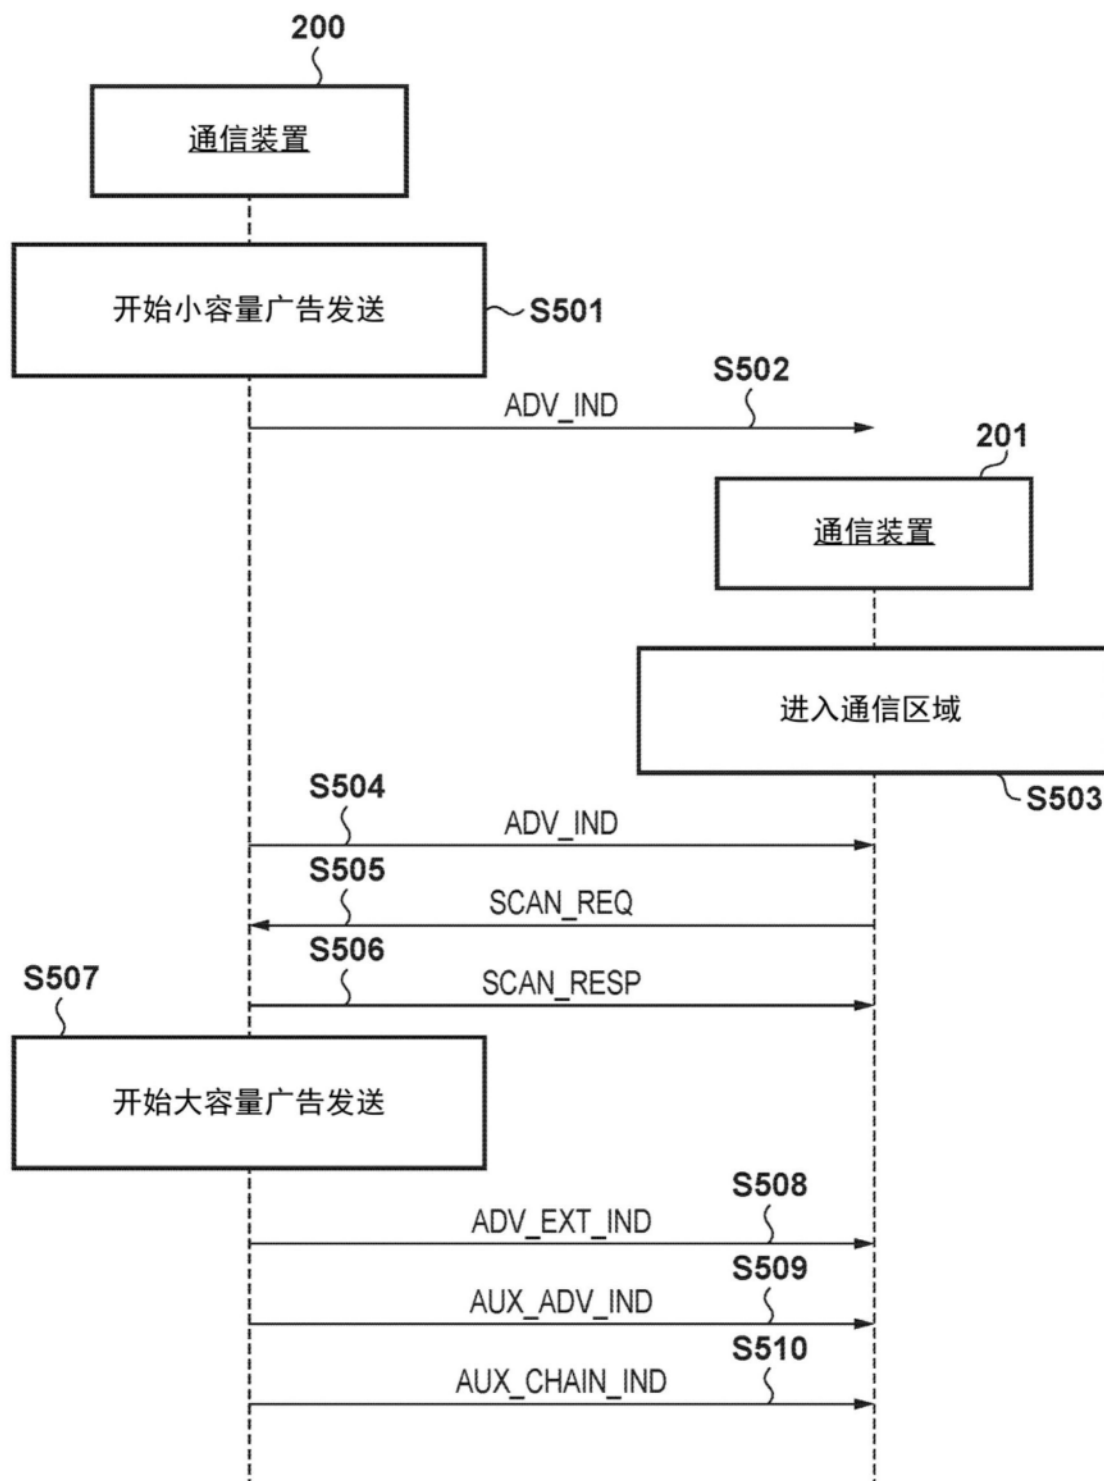 200
通信装置
开始小容量广告发送
S501
S502
ADV_IND
201
通信装置
进入通信区域
S503
S504
ADV_IND
S505
SCAN_REQ
S506
SCAN_RESP
S507
开始大容量广告发送
S508
ADV_EXT_IND
S509
AUX_ADV_IND
S510
AUX_CHAIN_IND